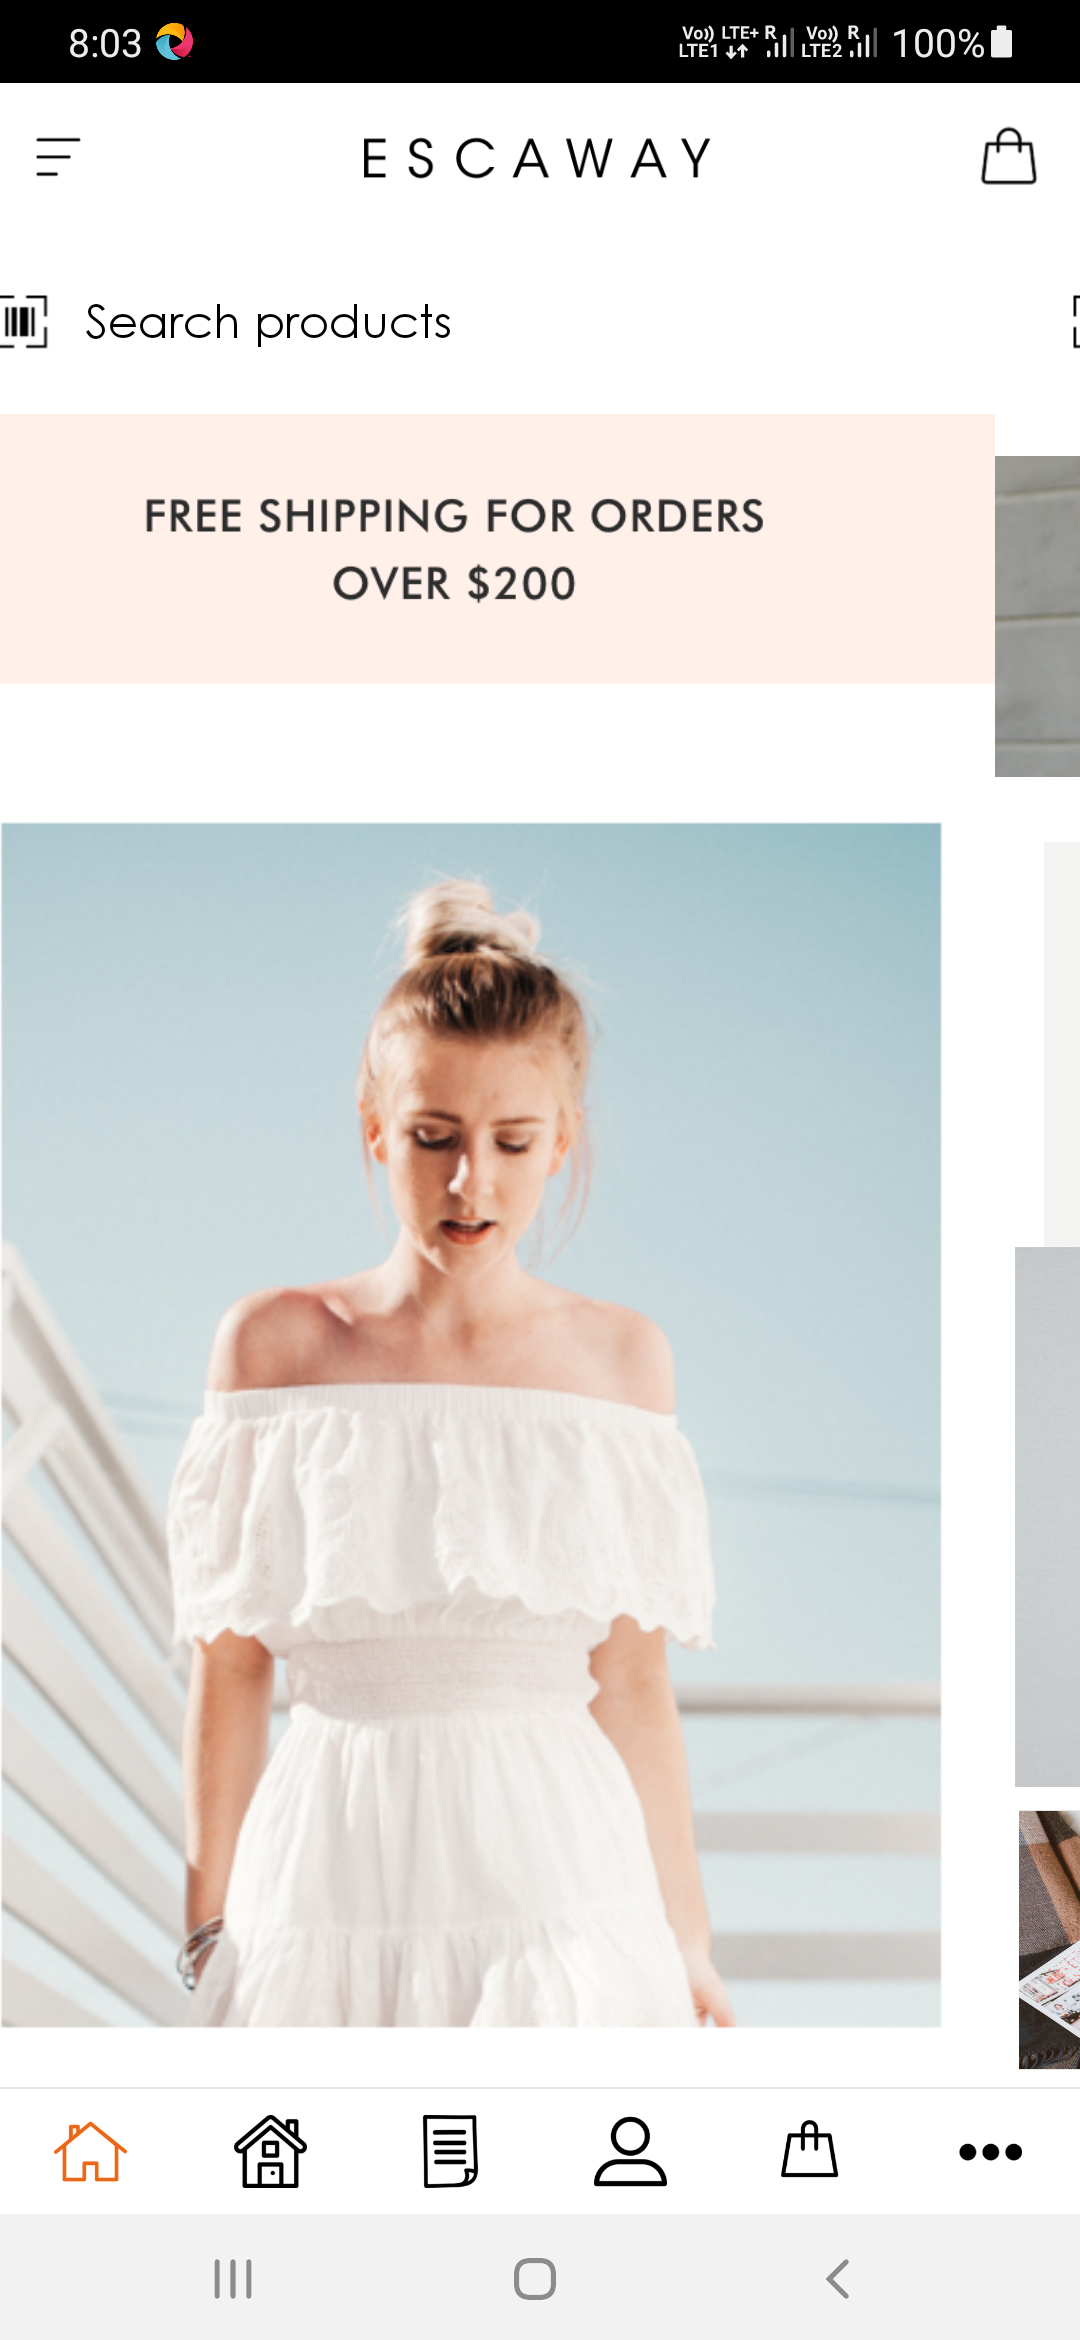 8:03
Vo)) LTE+ R Vo)) R
LTE1 LTE2 100%
ESCAWAY
Search products
FREE SHIPPING FOR ORDERS
OVER $200